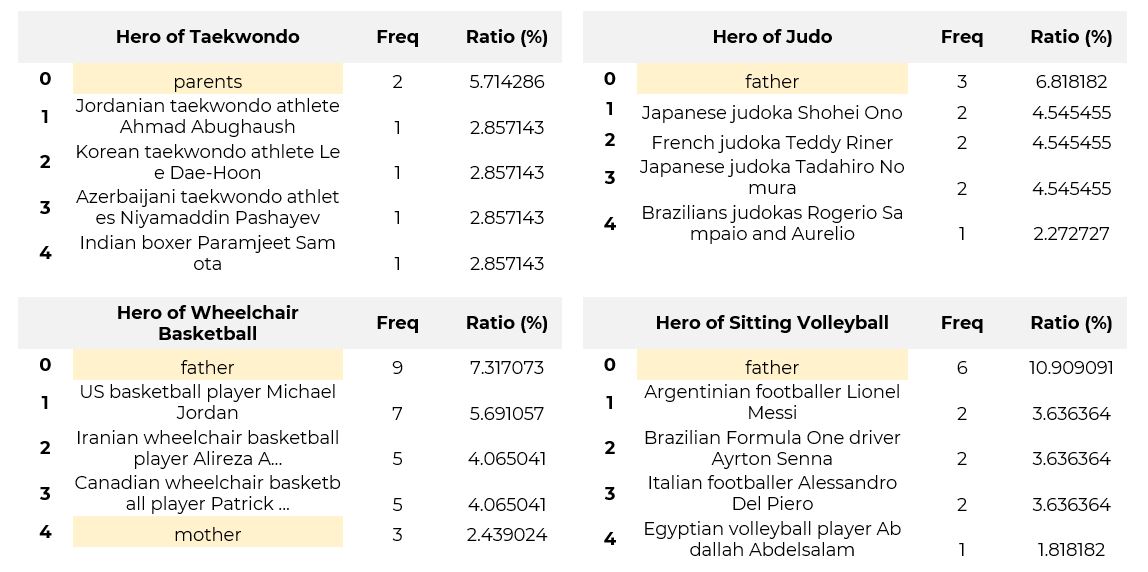 Hero of Taekwondo Freq Ratio (%)
0 parents 2 5.714286
1 Jordanian taekwondo athlete
Ahmad Abughaush 1 2.857143
2 Korean taekwondo athlete Le
e Dae-Hoon 1 2.857143
3 Azerbaijani taekwondo athlet
es Niyamaddin Pashayev 1 2.857143
4 Indian boxer Paramjeet Sam
ota 1 2.857143
Hero of Judo Freq Ratio (%)
0 father 3 6.818182
1 Japanese judoka Shohei Ono 2 4.545455
2 French judoka Teddy Riner 2 4.545455
3 Japanese judoka Tadahiro No
mura 2 4.545455
4 Brazilians judokas Rogerio Sa
mpaio and Aurelio 1 2.272727
Hero of Wheelchair
Basketball Freq Ratio (%)
0 father 9 7.317073
1 US basketball player Michael
Jordan 7 5.691057
2 Iranian wheelchair basketball
player Alireza A... 5 4.065041
3 Canadian wheelchair basketb
all player Patrick ... 5 4.065041
4 mother 3 2.439024
Hero of Sitting Volleyball Freq Ratio (%)
0 father 6 10.909091
1 Argentinian footballer Lionel
Messi 2 3.636364
2 Brazilian Formula One driver
Ayrton Senna 2 3.636364
3 Italian footballer Alessandro
Del Piero 2 3.636364
4 Egyptian volleyball player Ab
dallah Abdelsalam 1 1.818182